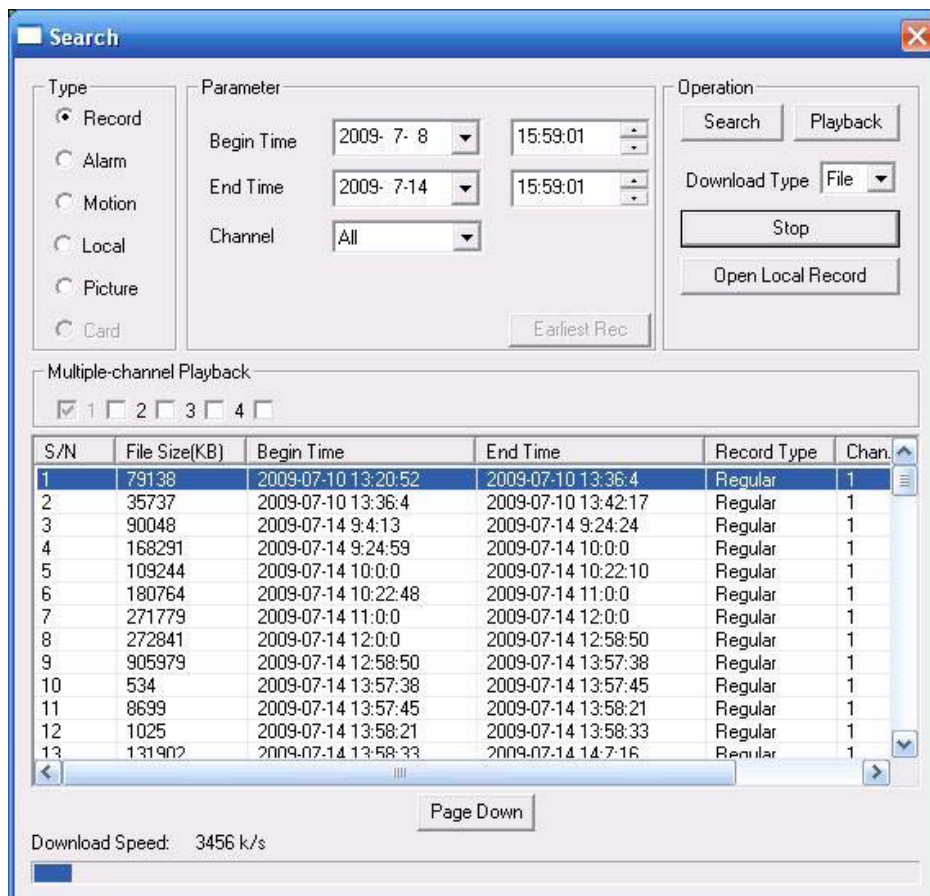 Search
Type
Record
Alarm
Motion
Local
Picture
Card
Parameter
Begin Time 2009- 7- 8 15:59:01
End Time 2009- 7-14 15:59:01
Channel All
Earliest Rec
Operation
Search Playback
Download Type File
Stop
Open Local Record
Multiple-channel Playback
1 2 3 4
S/N File Size(KB) Begin Time End Time Record Type Chan.
1 79138 2009-07-10 13:20:52 2009-07-10 13:36:4 Regular 1
2 35737 2009-07-10 13:36:4 2009-07-10 13:42:17 Regular 1
3 90048 2009-07-14 9:4:13 2009-07-14 9:24:24 Regular 1
4 168291 2009-07-14 9:24:59 2009-07-14 10:0:0 Regular 1
5 109244 2009-07-14 10:0:0 2009-07-14 10:22:10 Regular 1
6 180764 2009-07-14 10:22:48 2009-07-14 11:0:0 Regular 1
7 271779 2009-07-14 11:0:0 2009-07-14 12:0:0 Regular 1
8 272841 2009-07-14 12:0:0 2009-07-14 12:58:50 Regular 1
9 905979 2009-07-14 12:58:50 2009-07-14 13:57:38 Regular 1
10 534 2009-07-14 13:57:38 2009-07-14 13:57:45 Regular 1
11 8699 2009-07-14 13:57:45 2009-07-14 13:58:21 Regular 1
12 1025 2009-07-14 13:58:21 2009-07-14 13:58:33 Regular 1
13 131902 2009-07-14 13:58:33 2009-07-14 14:7:16 Regular 1
Page Down
Download Speed: 3456 k/s